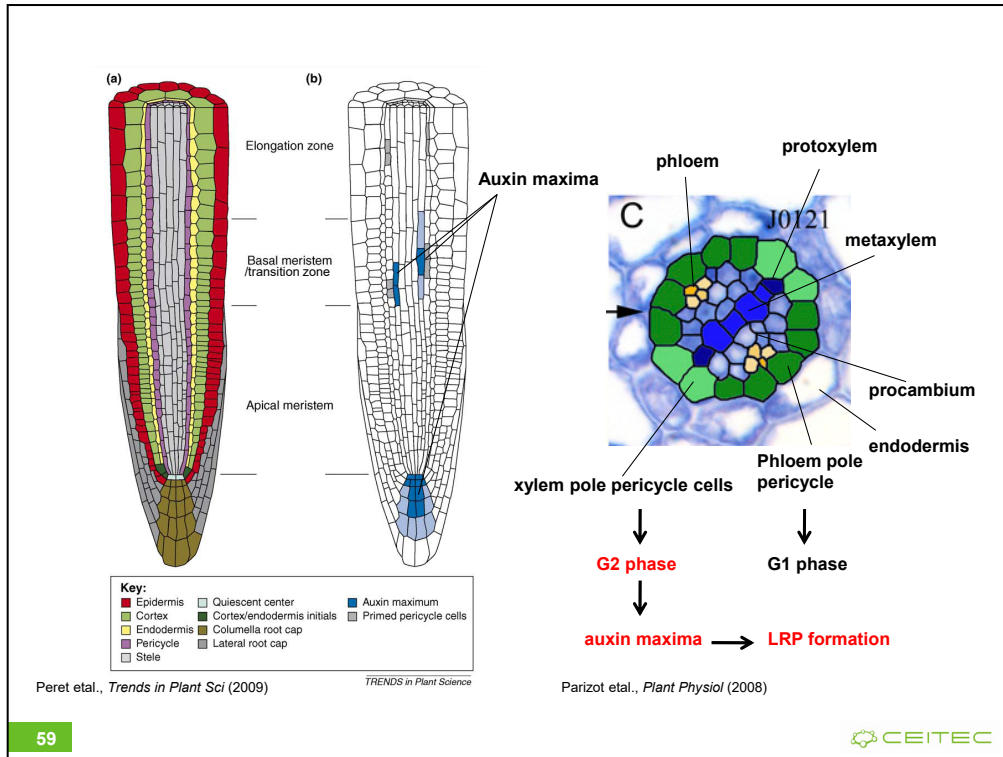 (a)
(b)
Elongation zone
Basal meristem
/transition zone
Apical meristem
Auxin maxima
Key:
Epidermis
Cortex
Endodermis
Pericycle
Stele
Quiescent center
Cortex/endodermis initials
Columella root cap
Lateral root cap
Auxin maximum
Primed pericycle cells
TRENDS in Plant Science
Peret etal., Trends in Plant Sci (2009)
phloem
protoxylem
C
J0121
metaxylem
procambium
endodermis
xylem pole pericycle cells
Phloem pole
pericycle
G2 phase
G1 phase
auxin maxima
LRP formation
Parizot etal., Plant Physiol (2008)
59
CEITEC